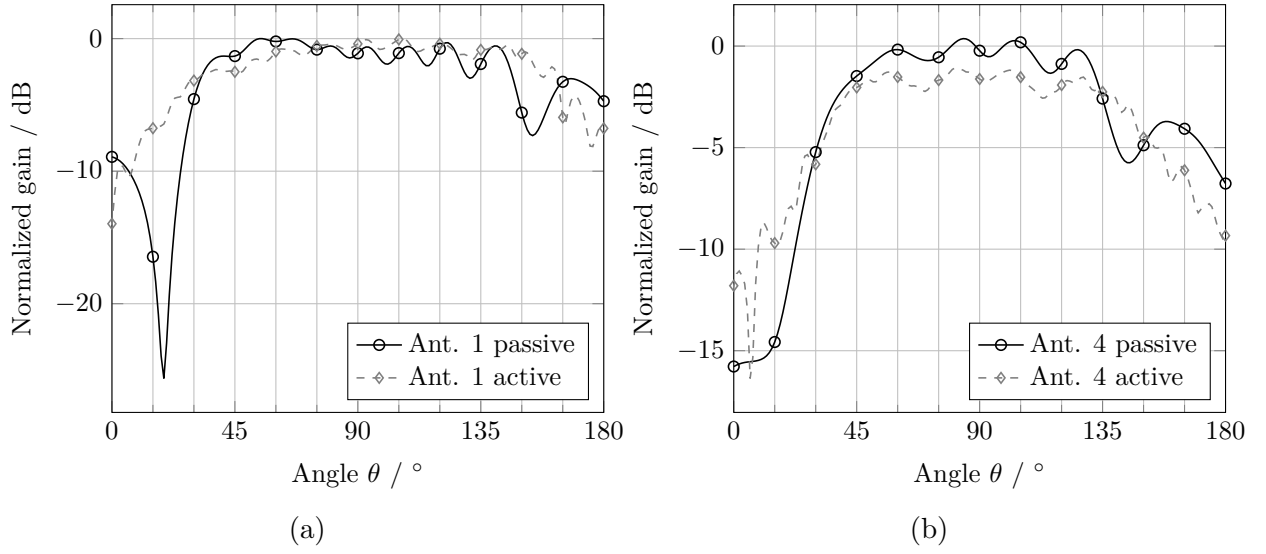 Normalized gain / dB
0
−10
−20
0
45
90
135
180
Angle θ / °
Ant. 1 passive
Ant. 1 active
(a)
Normalized gain / dB
0
−5
−10
−15
0
45
90
135
180
Angle θ / °
Ant. 4 passive
Ant. 4 active
(b)